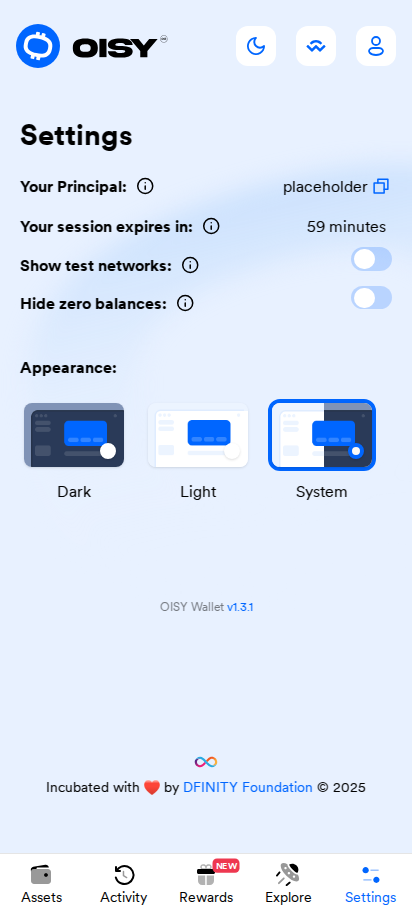 OISY
Settings
Your Principal: placeholder
Your session expires in: 59 minutes
Show test networks:
Hide zero balances:
Appearance:
Dark Light System
OISY Wallet v1.3.1
Incubated with ❤️ by DFINITY Foundation © 2025
NEW
Assets Activity Rewards Explore Settings